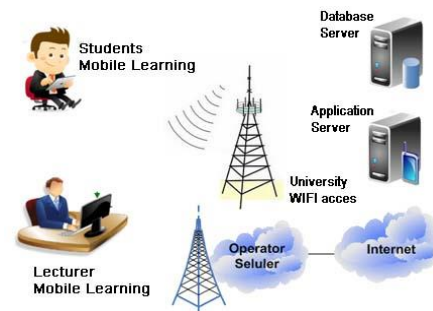 Students
Mobile Learning
Database
Server
Application
Server
University
WIFI acces
Lecturer
Mobile Learning
Operator
Seluler
Internet